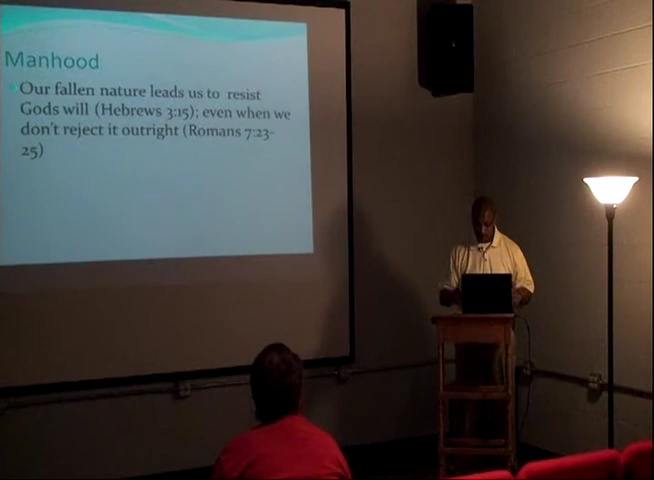 Manhood
Our fallen nature leads us to resist
Gods will (Hebrews 3:15); even when we
don't reject it outright (Romans 7:23-
25)